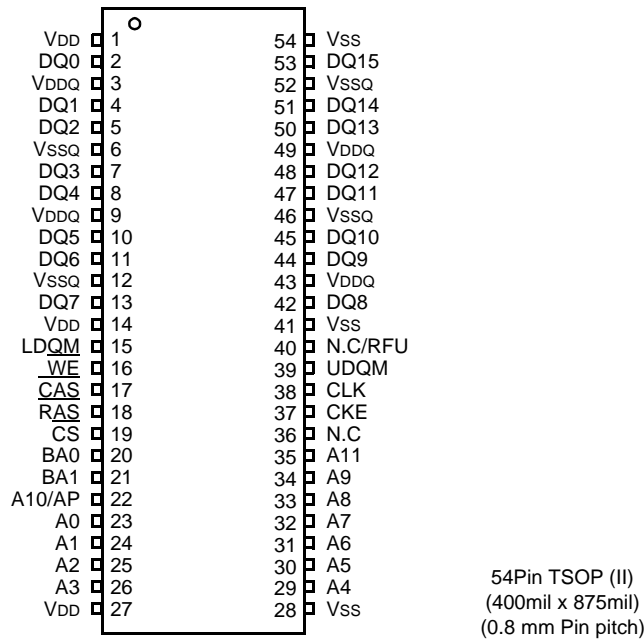 VDD 1 54 VSS
DQ0 2 53 DQ15
VDDQ 3 52 VSSQ
DQ1 4 51 DQ14
DQ2 5 50 DQ13
VSSQ 6 49 VDDQ
DQ3 7 48 DQ12
DQ4 8 47 DQ11
VDDQ 9 46 VSSQ
DQ5 10 45 DQ10
DQ6 11 44 DQ9
VSSQ 12 43 VDDQ
DQ7 13 42 DQ8
VDD 14 41 VSS
LDQM 15 40 N.C/RFU
WE 16 39 UDQM
CAS 17 38 CLK
RAS 18 37 CKE
CS 19 36 N.C
BA0 20 35 A11
BA1 21 34 A9
A10/AP 22 33 A8
A0 23 32 A7
A1 24 31 A6
A2 25 30 A5
A3 26 29 A4
VDD 27 28 VSS
54Pin TSOP (II)
(400mil x 875mil)
(0.8 mm Pin pitch)